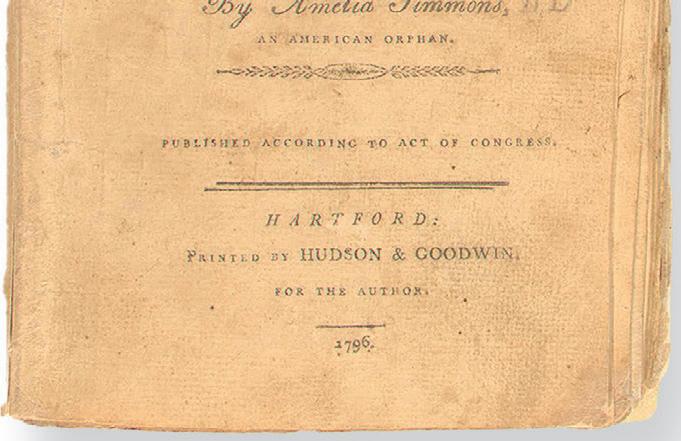 By Amelia Simmons,
AN AMERICAN ORPHAN.
PUBLISHED ACCORDING TO ACT OF CONGRESS.
HARTFORD:
PRINTED BY HUDSON & GOODWIN.
FOR THE AUTHOR.
1796.